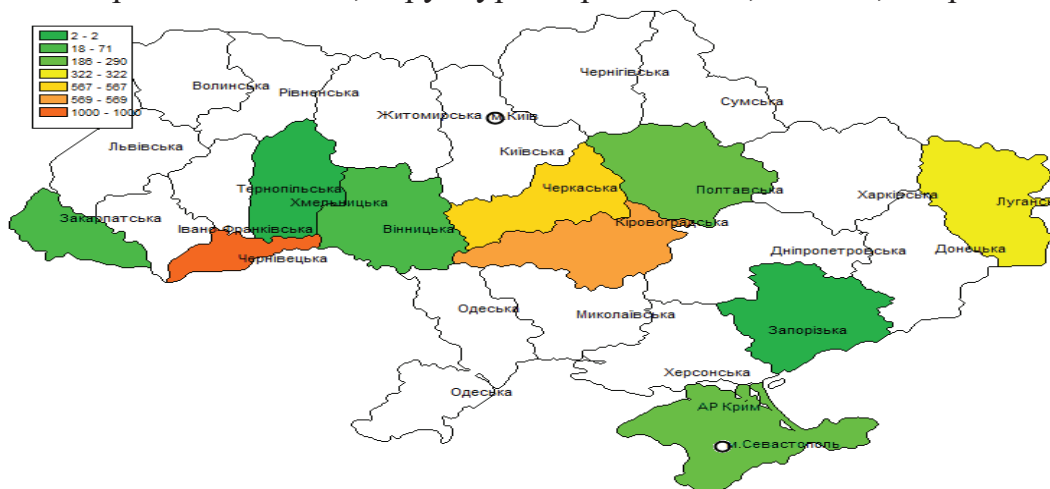 2 - 2
18 - 71
186 - 290
322 - 322
567 - 567
569 - 569
1000 - 1000
Чернігівська
Волинська
Рівненська
Сумська
Житомирська
м.Київ
Львівська
Київська
Тернопільська
Хмельницька
Черкаська
Полтавська
Харківська
Луганськ
Закарпатська
Івано-Франківська
Вінницька
Кіровоградська
Чернівецька
Дніпропетровська
Донецька
Одеська
Миколаївська
Запорізька
Херсонська
Одеська
АР Крим
м.Севастополь